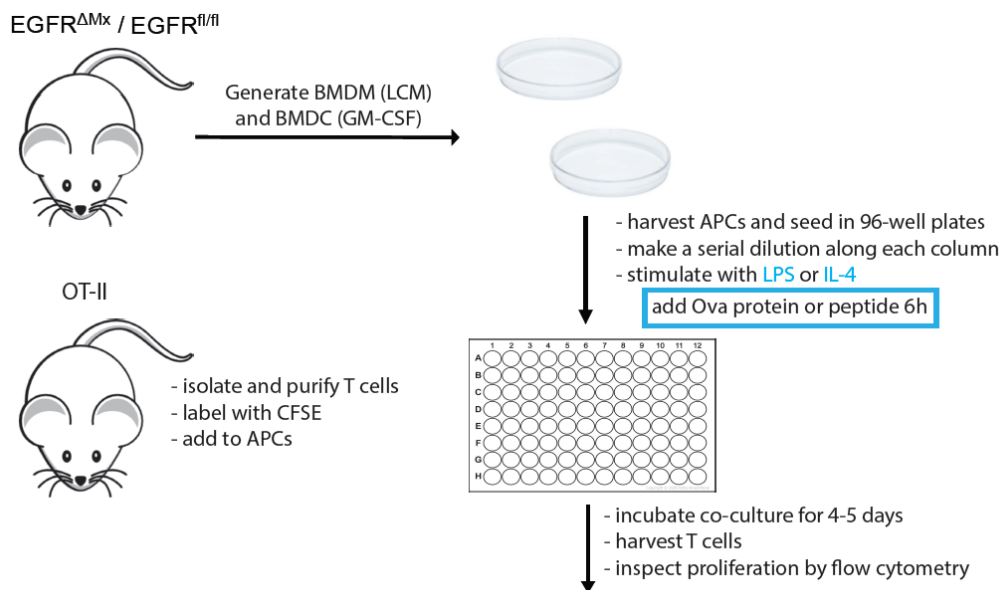 EGFRΔMx / EGFRfl/fl
Generate BMDM (LCM)
and BMDC (GM-CSF)
- harvest APCs and seed in 96-well plates
- make a serial dilution along each column
- stimulate with LPS or IL-4
add Ova protein or peptide 6h
OT-II
- isolate and purify T cells
- label with CFSE
- add to APCs
1 2 3 4 5 6 7 8 9 10 11 12
A
B
C
D
E
F
G
H
- incubate co-culture for 4-5 days
- harvest T cells
- inspect proliferation by flow cytometry